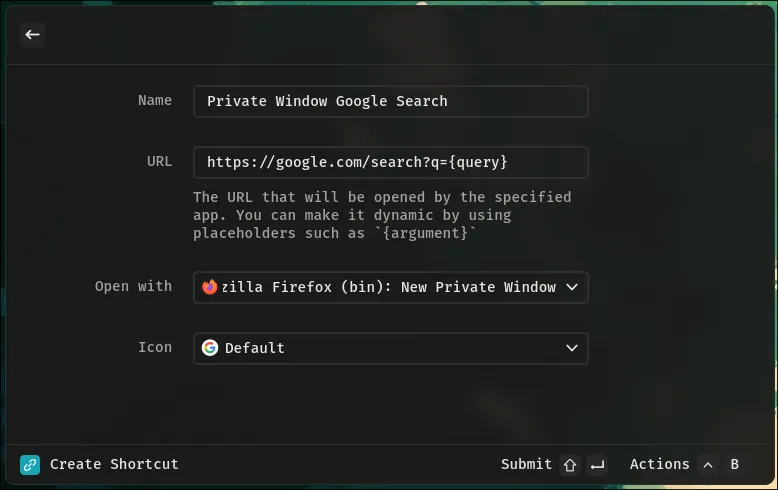 Name
Private Window Google Search
URL
https://google.com/search?q={query}
The URL that will be opened by the specified
app. You can make it dynamic by using
placeholders such as `{argument}`
Open with
zilla Firefox (bin): New Private Window
Icon
Default
Create Shortcut
Submit
Actions
B